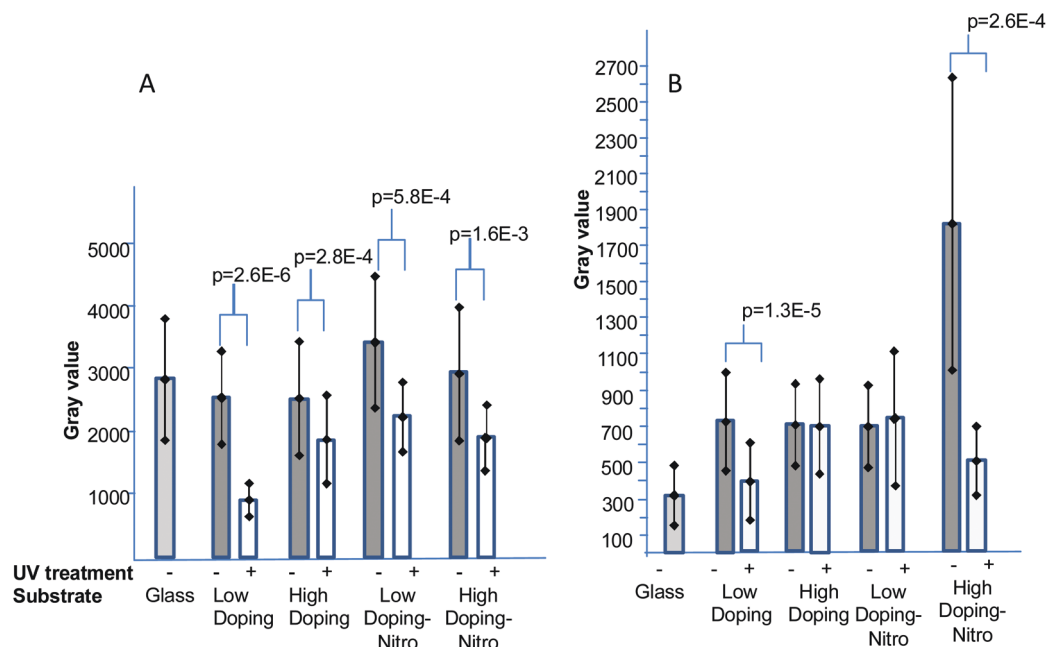 A
Gray value
5000
4000
3000
2000
1000
p=2.6E-6
p=2.8E-4
p=5.8E-4
p=1.6E-3
UV treatment - - + - + - + - +
Substrate Glass Low Doping High Doping Low Doping-Nitro High Doping-Nitro
B
Gray value
2700
2500
2300
2100
1900
1700
1500
1300
1100
900
700
500
300
100
p=1.3E-5
p=2.6E-4
- - + - + - + - +
Glass Low Doping High Doping Low Doping-Nitro High Doping-Nitro